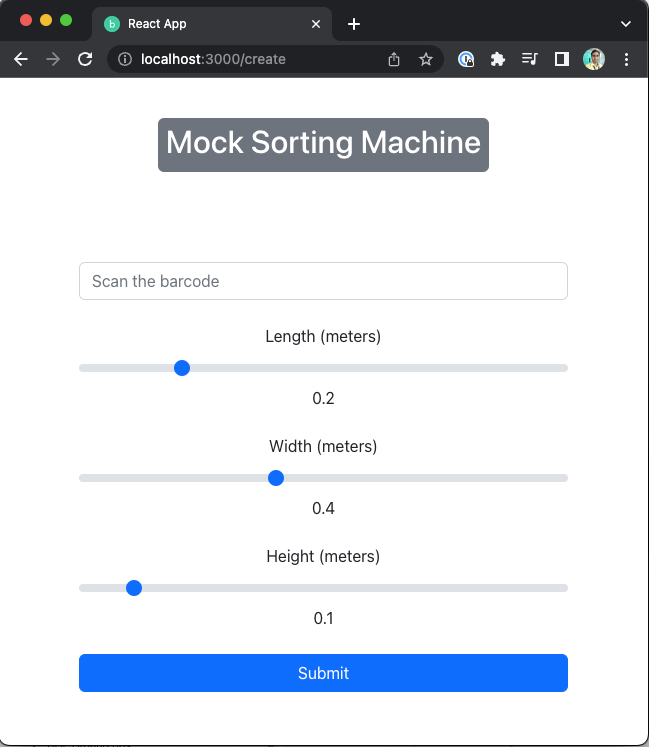 React App
localhost:3000/create
Mock Sorting Machine
Scan the barcode
Length (meters)
0.2
Width (meters)
0.4
Height (meters)
0.1
Submit